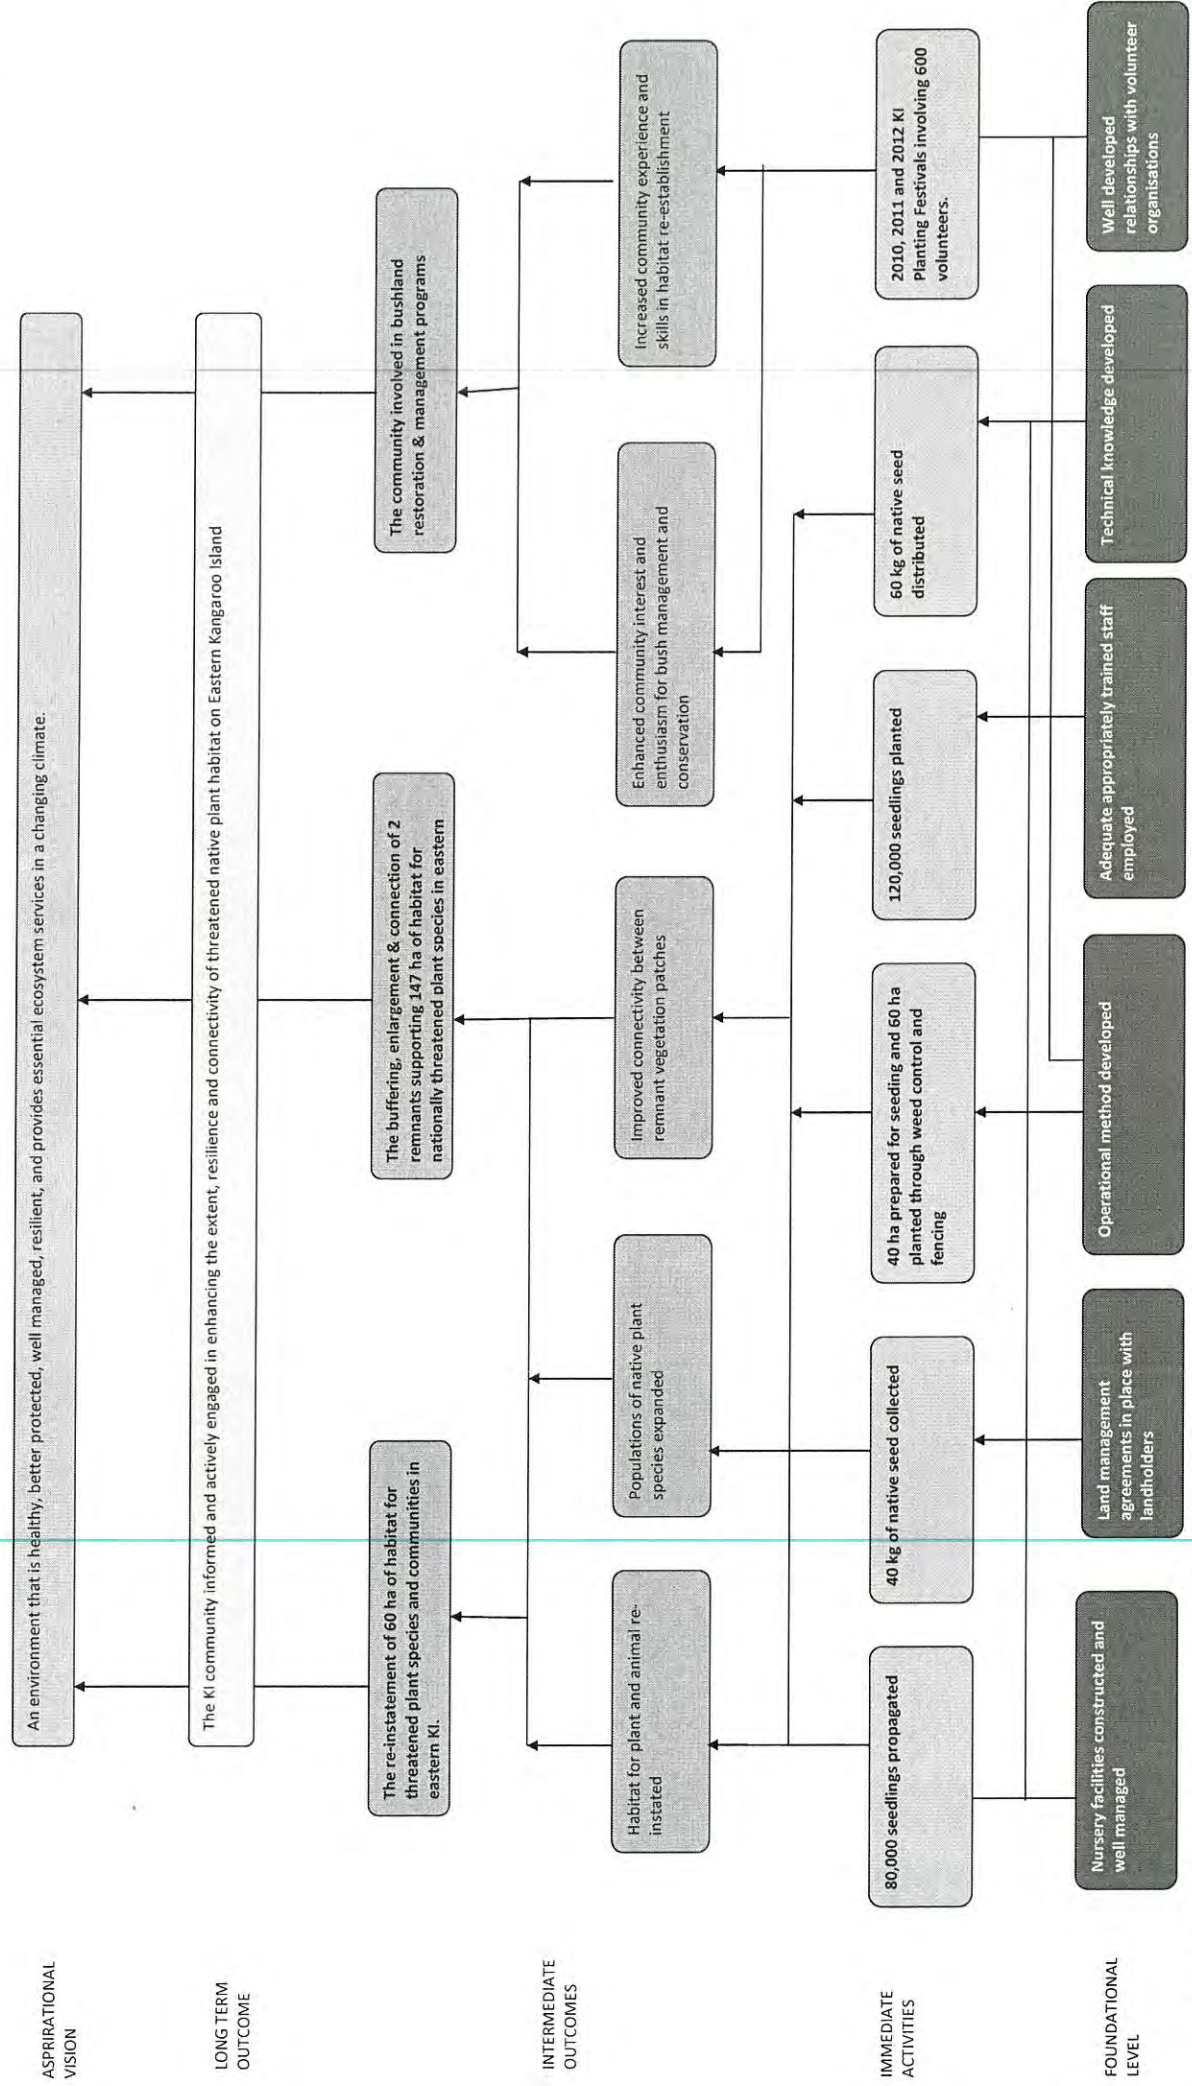 ASPRIRATIONAL
VISION
An environment that is healthy, better protected, well managed, resilient, and provides essential ecosystem services in a changing climate.
LONG TERM
OUTCOME
The KI community informed and actively engaged in enhancing the extent, resilience and connectivity of threatened native plant habitat on Eastern Kangaroo Island
The re-instatement of 60 ha of habitat for
threatened plant species and communities in
eastern KI.
The buffering, enlargement & connection of 2
remnants supporting 147 ha of habitat for
nationally threatened plant species in eastern
The community involved in bushland
restoration & management programs
INTERMEDIATE
OUTCOMES
Habitat for plant and animal re-
instated
Populations of native plant
species expanded
Improved connectivity between
remnant vegetation patches
Enhanced community interest and
enthusiasm for bush management and
conservation
Increased community experience and
skills in habitat re-establishment
IMMEDIATE
ACTIVITIES
80,000 seedlings propagated
40 kg of native seed collected
40 ha prepared for seeding and 60 ha
planted through weed control and
fencing
120,000 seedlings planted
60 kg of native seed
distributed
2010, 2011 and 2012 KI
Planting Festivals involving 600
volunteers.
FOUNDATIONAL
LEVEL
Nursery facilities constructed and
well managed
Land management
agreements in place with
landholders
Operational method developed
Adequate appropriately trained staff
employed
Technical knowledge developed
Well developed
relationships with volunteer
organisations